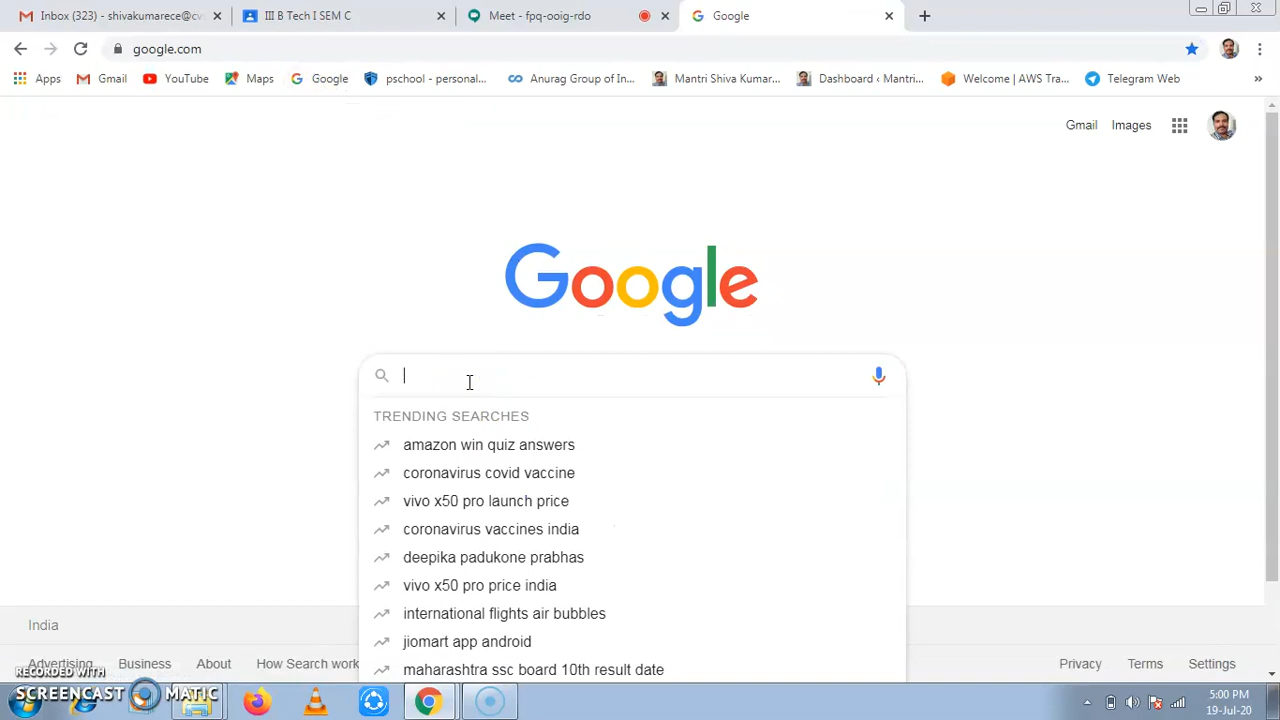 Inbox (323) - shivakumarece@cv
III B Tech I SEM C
Meet - fpq-ooig-rdo
Google
google.com
Apps
Gmail
YouTube
Maps
Google
pschool - personal...
Anurag Group of In...
Mantri Shiva Kumar...
Dashboard ‹ Mantri...
Welcome | AWS Tra...
Telegram Web
»
Gmail
Images
Google
TRENDING SEARCHES
amazon win quiz answers
coronavirus covid vaccine
vivo x50 pro launch price
coronavirus vaccines india
deepika padukone prabhas
vivo x50 pro price india
international flights air bubbles
jiomart app android
maharashtra ssc board 10th result date
India
Advertising
Business
About
How Search work
Privacy
Terms
Settings
RECORDED WITH
SCREENCAST MATIC
5:00 PM
19-Jul-20